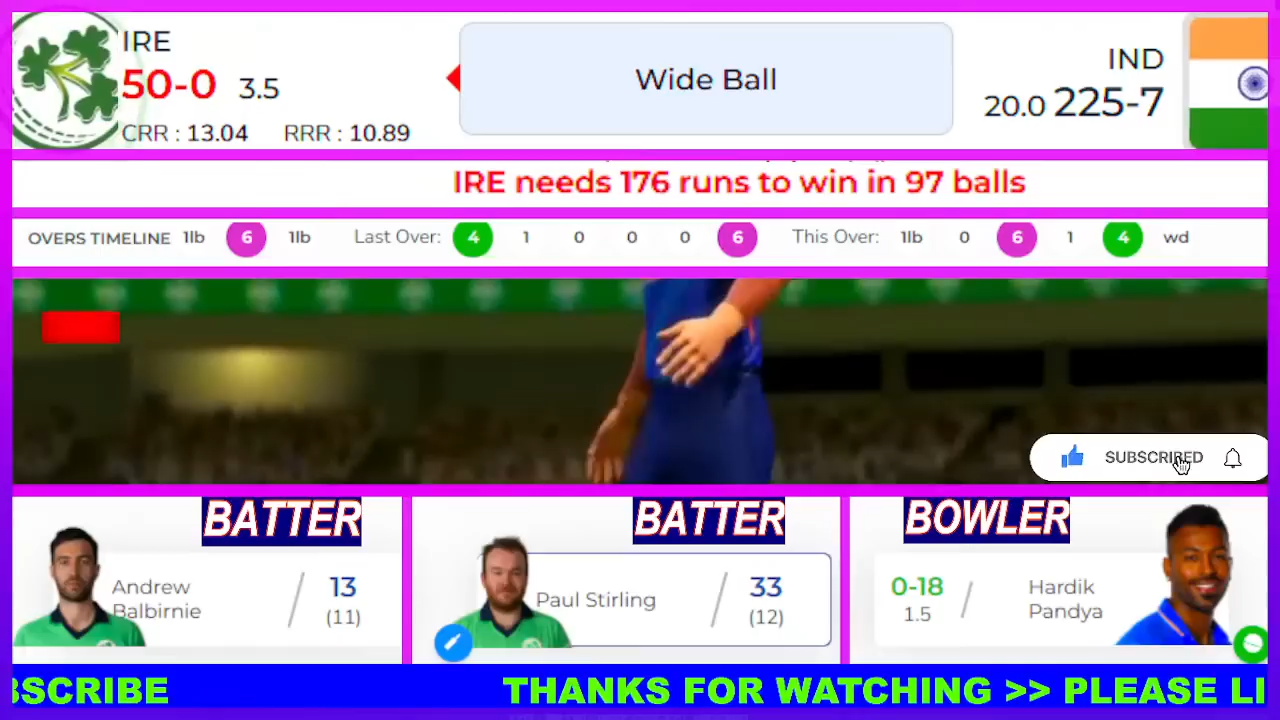 IRE
50-0 3.5
CRR : 13.04 RRR : 10.89
Wide Ball
IND
20.0 225-7
IRE needs 176 runs to win in 97 balls
OVERS TIMELINE 1lb 6 1lb Last Over: 4 1 0 0 0 6 This Over: 1lb 0 6 1 4 wd
SUBSCRIBED
BATTER
Andrew
Balbirnie
13
(11)
BATTER
Paul Stirling
33
(12)
BOWLER
0-18
1.5
Hardik
Pandya
BSCRIBE THANKS FOR WATCHING >> PLEASE LI